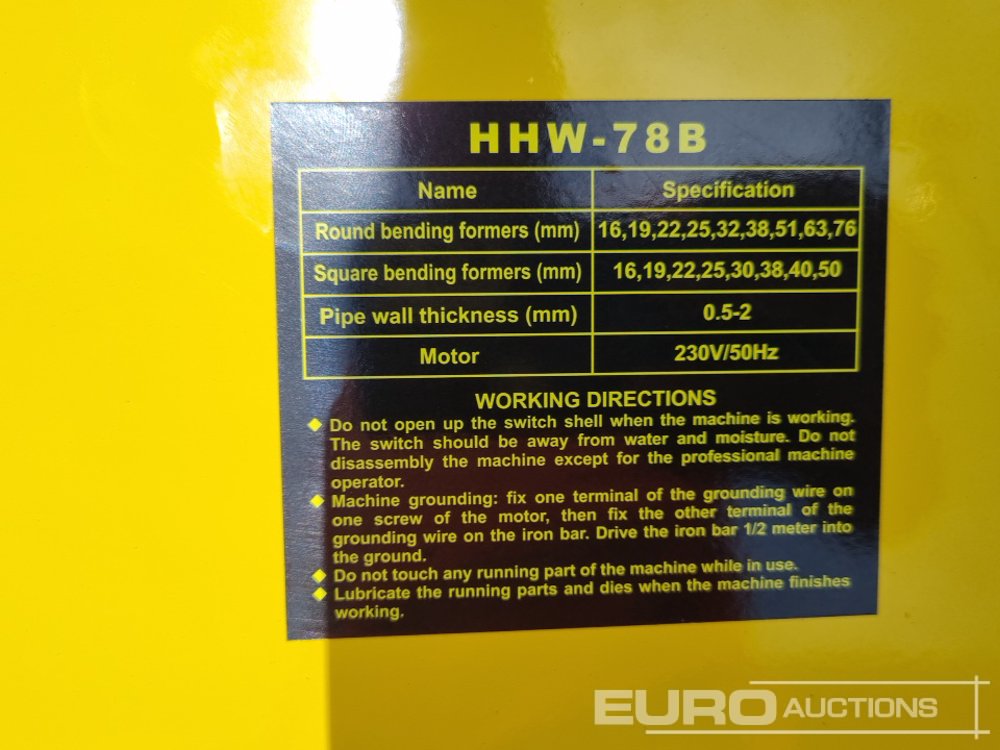 HHW-78B
Name Specification
Round bending formers (mm) 16,19,22,25,32,38,51,63,76
Square bending formers (mm) 16,19,22,25,30,38,40,50
Pipe wall thickness (mm) 0.5-2
Motor 230V/50Hz
WORKING DIRECTIONS
◆ Do not open up the switch shell when the machine is working.
The switch should be away from water and moisture. Do not
disassembly the machine except for the professional machine
operator.
◆ Machine grounding: fix one terminal of the grounding wire on
one screw of the motor, then fix the other terminal of the
grounding wire on the iron bar. Drive the iron bar 1/2 meter into
the ground.
◆ Do not touch any running part of the machine while in use.
◆ Lubricate the running parts and dies when the machine finishes
working.
EURO AUCTIONS